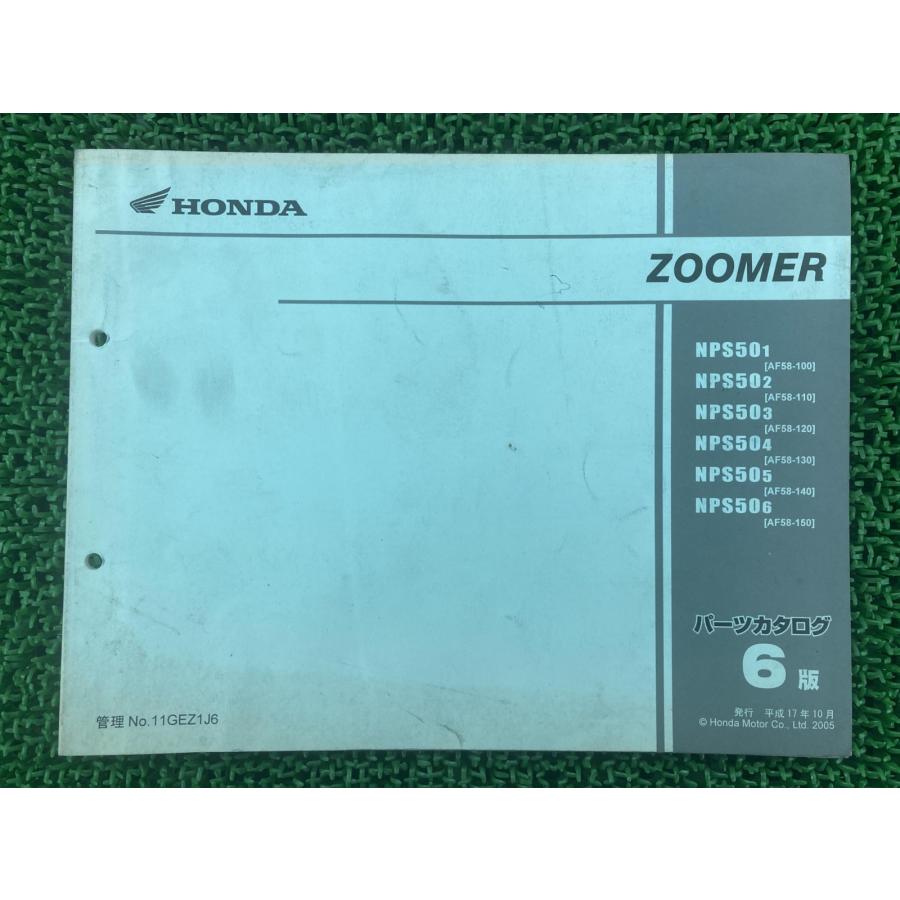 HONDA
ZOOMER
NPS501
[AF58-100]
NPS502
[AF58-110]
NPS503
[AF58-120]
NPS504
[AF58-130]
NPS505
[AF58-140]
NPS506
[AF58-150]
パーツカタログ
6版
発行 平成17年10月
© Honda Motor Co., Ltd. 2005
管理 No.11GEZ1J6